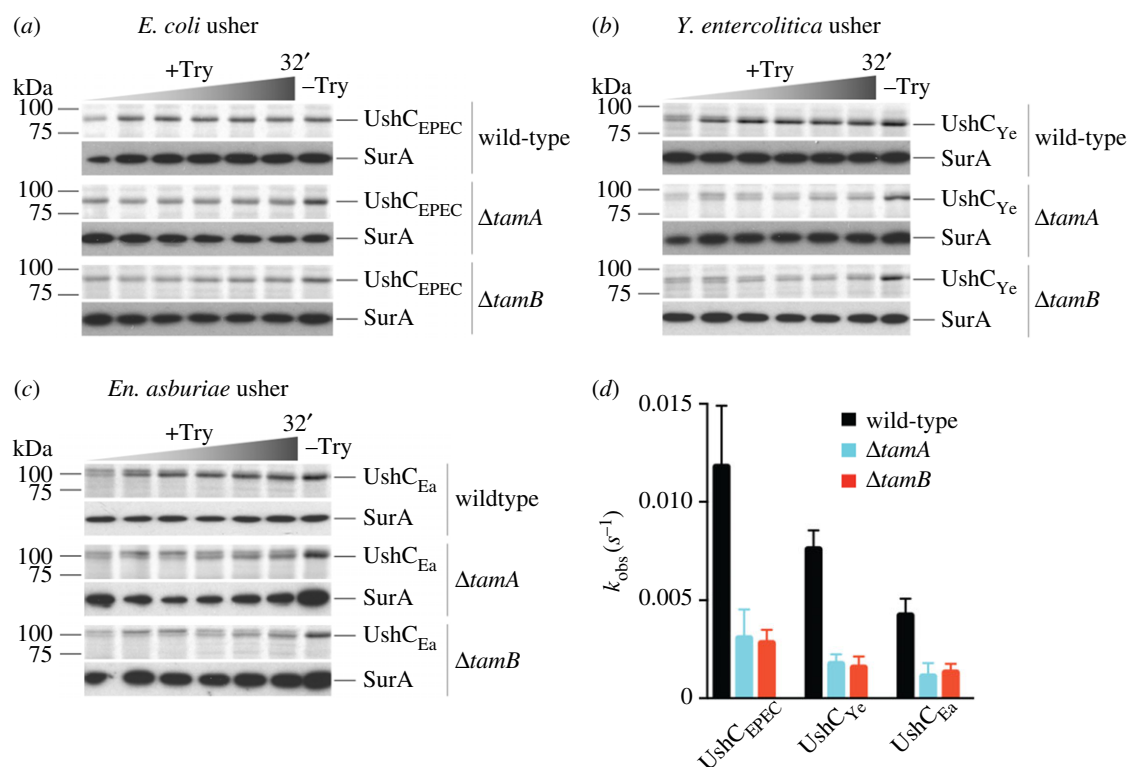 (a) E. coli usher
32′
+Try
–Try
kDa
100
75
UshC_EPEC
SurA
wild-type
100
75
UshC_EPEC
SurA
ΔtamA
100
75
UshC_EPEC
SurA
ΔtamB
(b) Y. entercolitica usher
32′
+Try
–Try
kDa
100
75
UshC_Ye
SurA
wild-type
100
75
UshC_Ye
SurA
ΔtamA
100
75
UshC_Ye
SurA
ΔtamB
(c) En. asburiae usher
32′
+Try
–Try
kDa
100
75
UshC_Ea
SurA
wildtype
100
75
UshC_Ea
SurA
ΔtamA
100
75
UshC_Ea
SurA
ΔtamB
(d)
0.015
0.010
0.005
0
k_obs (s⁻¹)
wild-type
ΔtamA
ΔtamB
UshC_EPEC
UshC_Ye
UshC_Ea